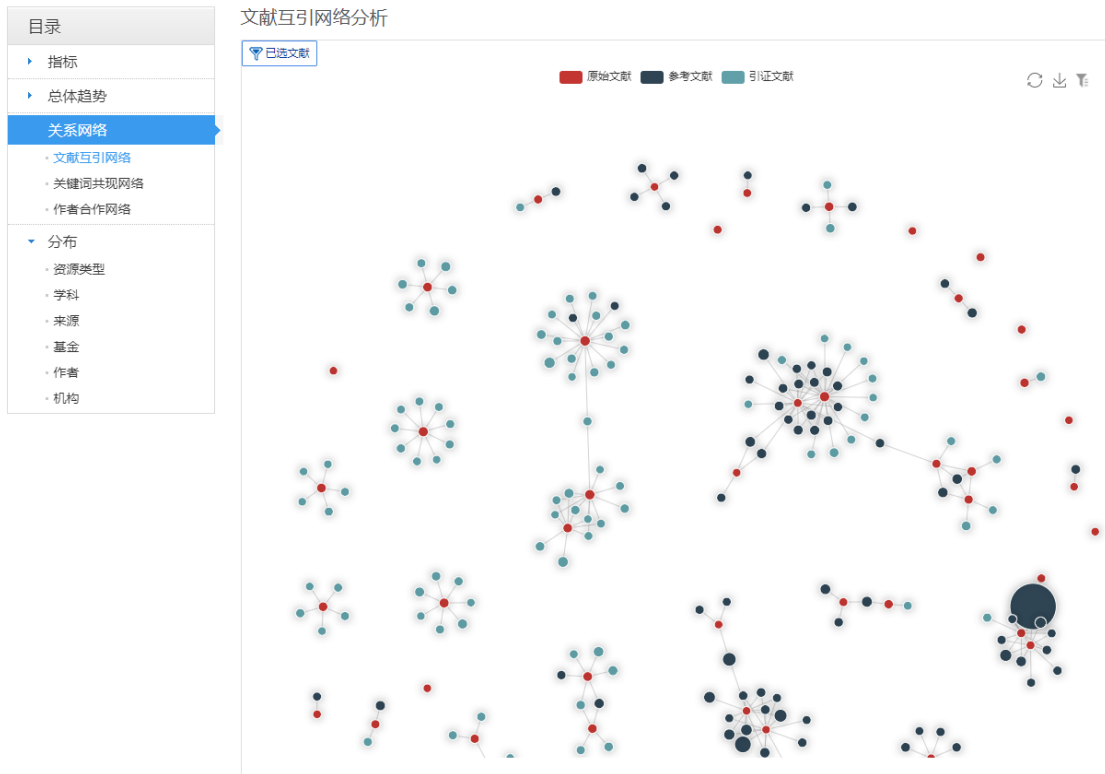 目录
指标
总体趋势
关系网络
文献互引网络
关键词共现网络
作者合作网络
分布
资源类型
学科
来源
基金
作者
机构
文献互引网络分析
已选文献
原始文献 参考文献 引证文献